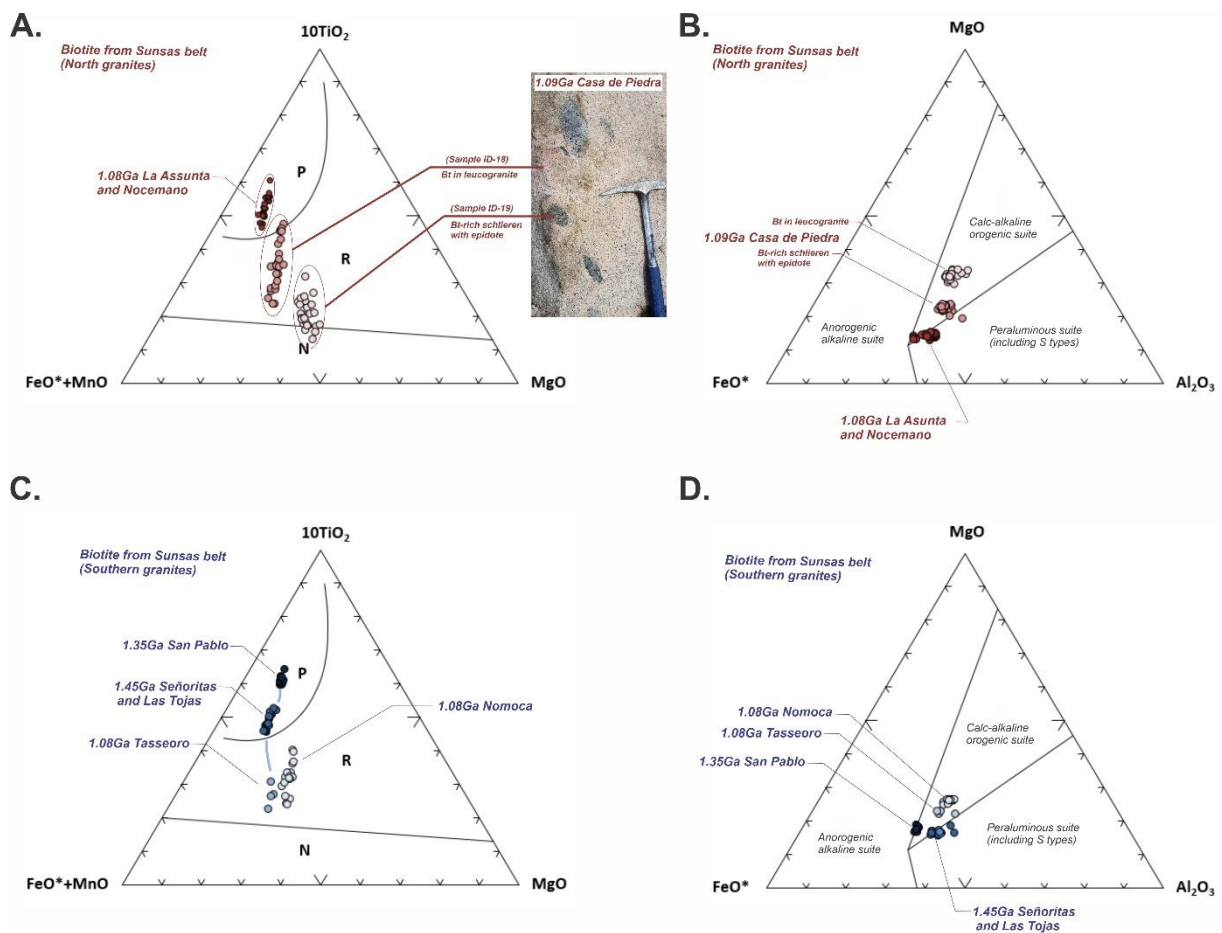 A.
10TiO₂
Biotite from Sunsas belt
(North granites)
1.09Ga Casa de Piedra
P
(Sample ID-18)
Bt in leucogranite
1.08Ga La Assunta
and Nocemano
(Sample ID-19)
Bt-rich schlieren
with epidote
R
N
FeO*+MnO
MgO
B.
MgO
Biotite from Sunsas belt
(North granites)
Bt in leucogranite
Calc-alkaline
orogenic suite
1.09Ga Casa de Piedra
Bt-rich schlieren
with epidote
Anorogenic
alkaline suite
Peraluminous suite
(including S types)
FeO*
Al₂O₃
1.08Ga La Asunta
and Nocemano
C.
10TiO₂
Biotite from Sunsas belt
(Southern granites)
1.35Ga San Pablo
P
1.45Ga Señoritas
and Las Tojas
1.08Ga Nomoca
1.08Ga Tasseoro
R
N
FeO*+MnO
MgO
D.
MgO
Biotite from Sunsas belt
(Southern granites)
1.08Ga Nomoca
1.08Ga Tasseoro
Calc-alkaline
orogenic suite
1.35Ga San Pablo
Anorogenic
alkaline suite
Peraluminous suite
(including S types)
FeO*
Al₂O₃
1.45Ga Señoritas
and Las Tojas